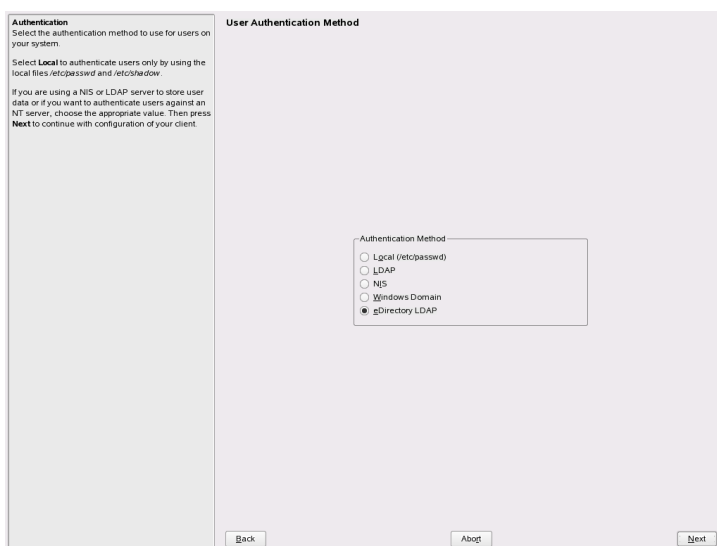 Authentication
Select the authentication method to use for users on
your system.
Select Local to authenticate users only by using the
local files /etc/passwd and /etc/shadow.
If you are using a NIS or LDAP server to store user
data or if you want to authenticate users against an
NT server, choose the appropriate value. Then press
Next to continue with configuration of your client.
User Authentication Method
Authentication Method
Local (/etc/passwd)
LDAP
NIS
Windows Domain
eDirectory LDAP
Back
Abort
Next